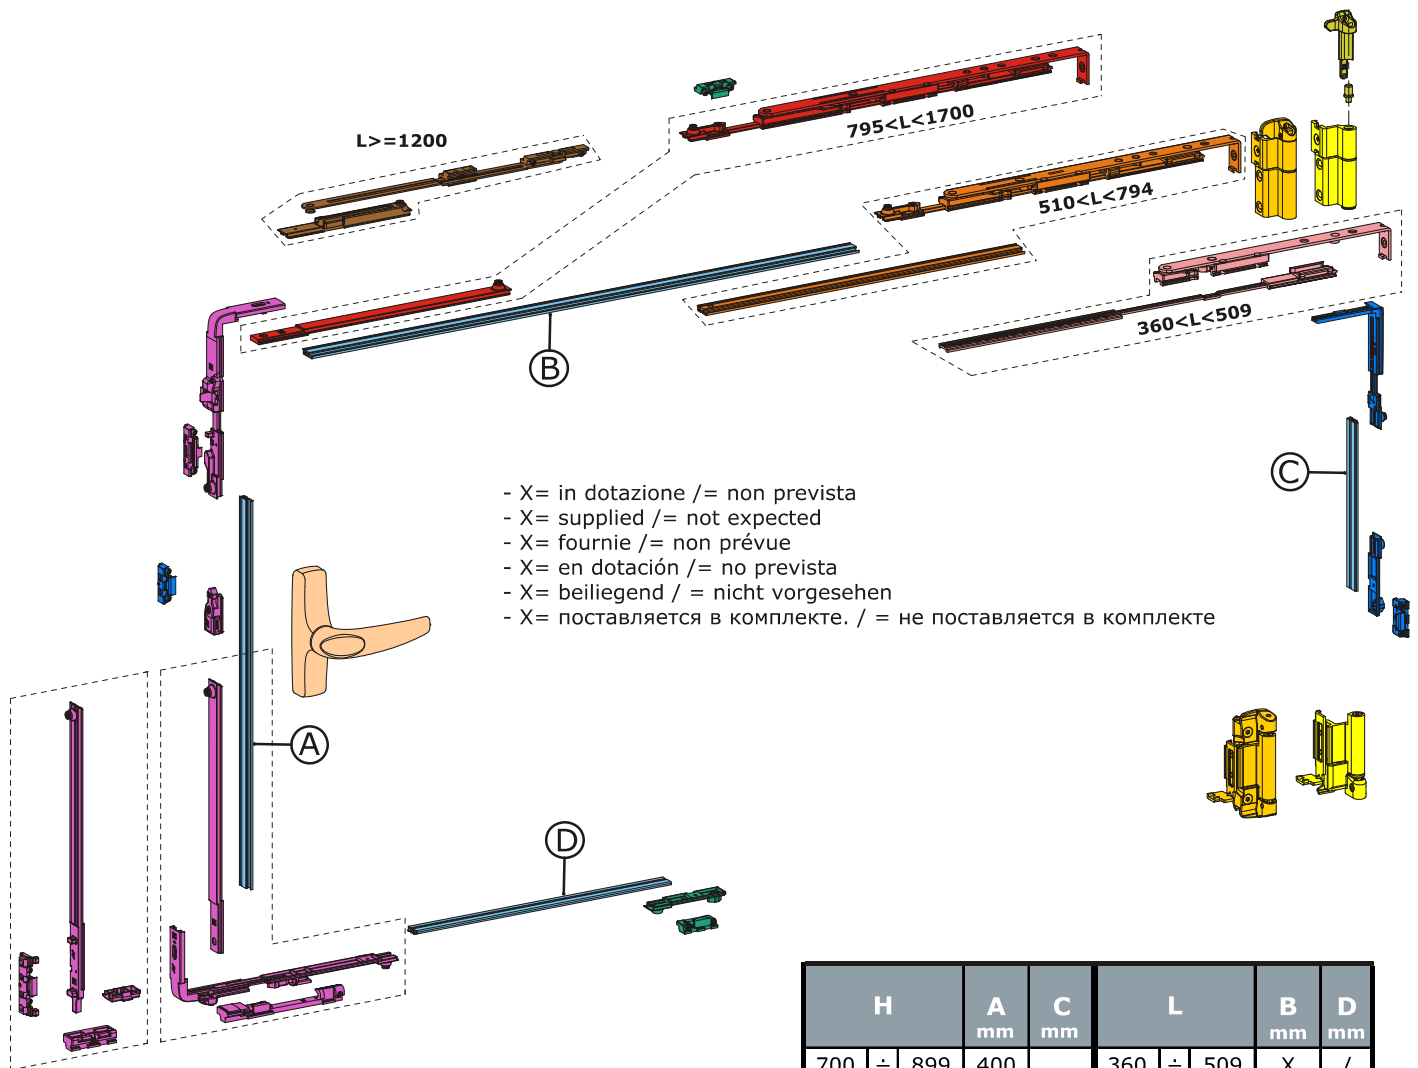 L>=1200
795<L<1700
510<L<794
360<L<509
B
C
- X= in dotazione /= non prevista
- X= supplied /= not expected
- X= fournie /= non prévue
- X= en dotación /= no prevista
- X= beiliegend / = nicht vorgesehen
- X= поставляется в комплекте. / = не поставляется в комплекте
A
D
H A mm C mm L B mm D mm
700 ÷ 899 400 360 ÷ 509 X /